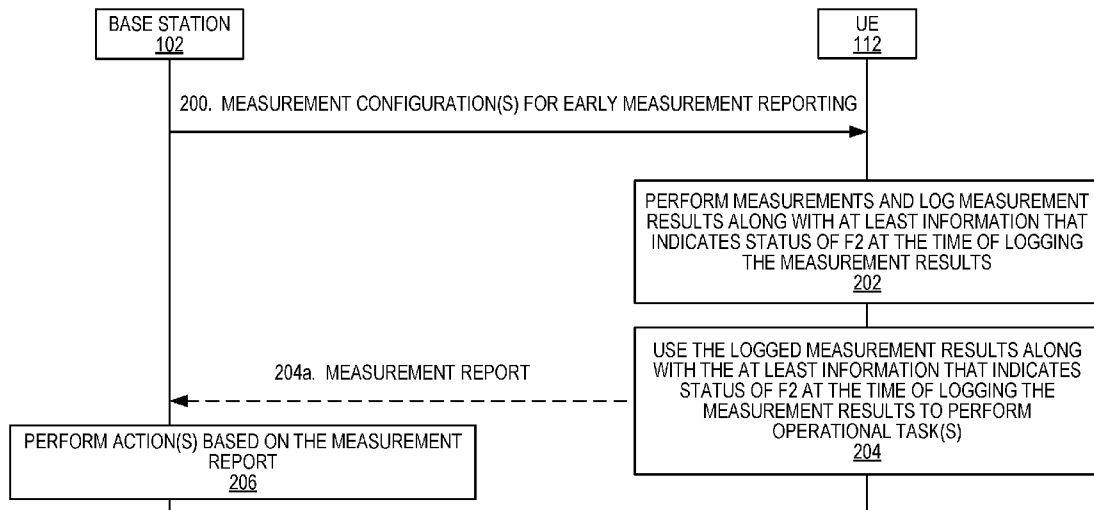 BASE STATION
102
UE
112
200. MEASUREMENT CONFIGURATION(S) FOR EARLY MEASUREMENT REPORTING
PERFORM MEASUREMENTS AND LOG MEASUREMENT
RESULTS ALONG WITH AT LEAST INFORMATION THAT
INDICATES STATUS OF F2 AT THE TIME OF LOGGING
THE MEASUREMENT RESULTS
202
USE THE LOGGED MEASUREMENT RESULTS ALONG
WITH THE AT LEAST INFORMATION THAT INDICATES
STATUS OF F2 AT THE TIME OF LOGGING THE
MEASUREMENT RESULTS TO PERFORM
OPERATIONAL TASK(S)
204
204a. MEASUREMENT REPORT
PERFORM ACTION(S) BASED ON THE MEASUREMENT
REPORT
206